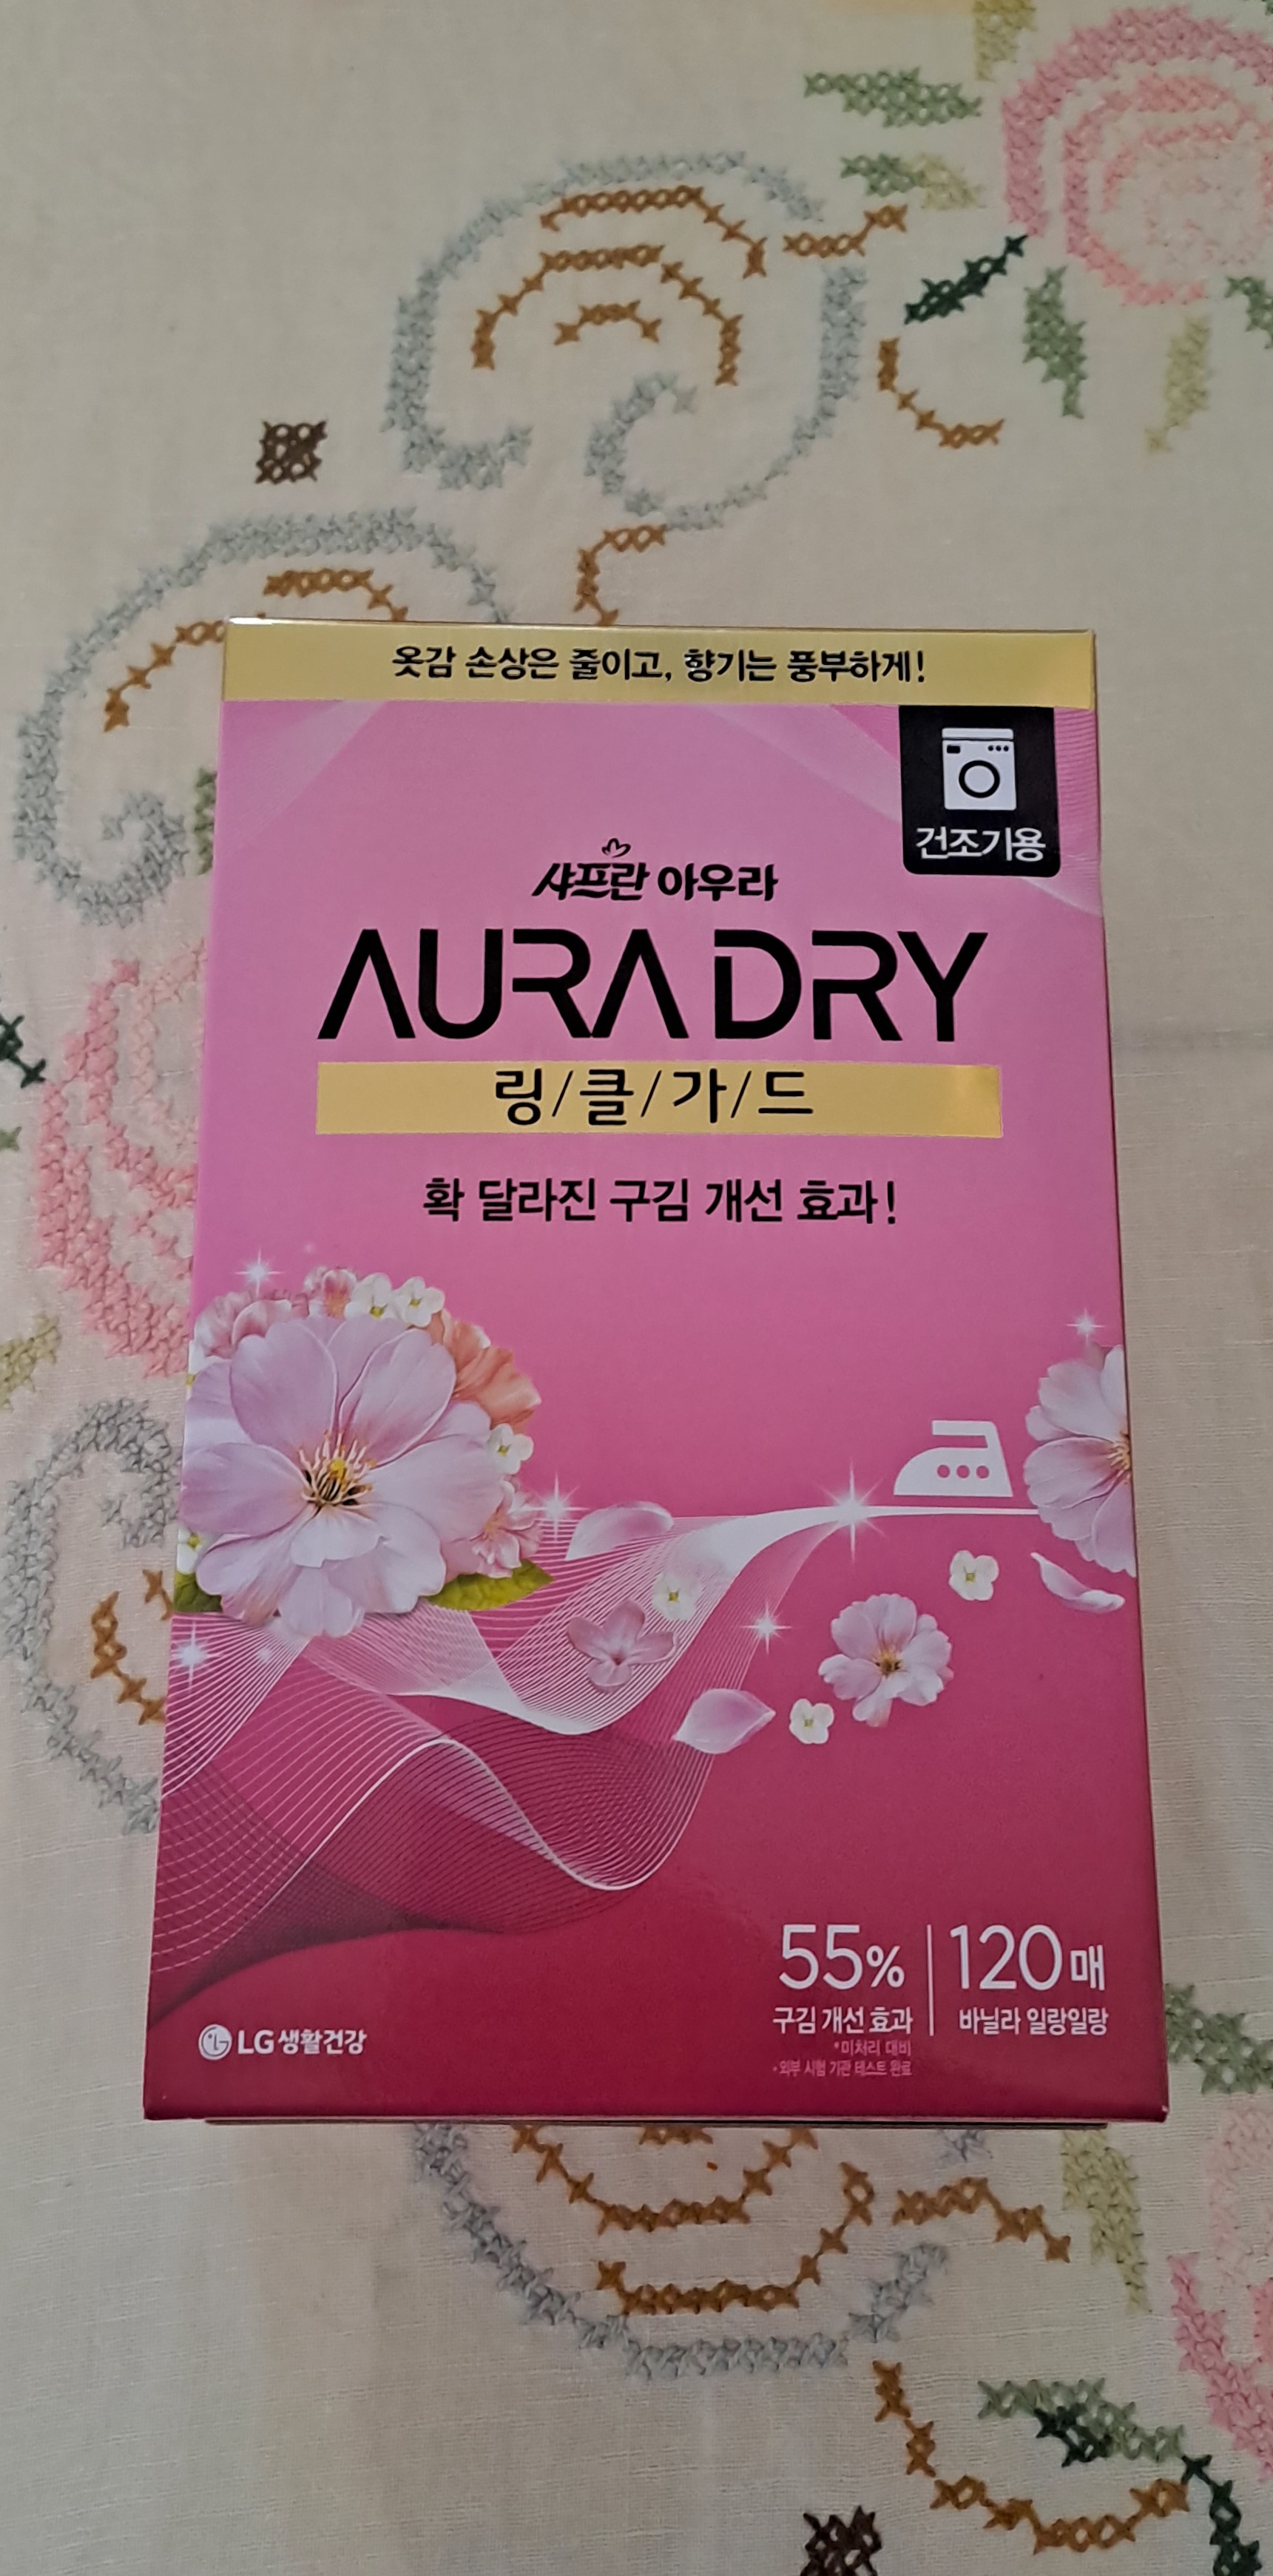 옷감 손상은 줄이고, 향기는 풍부하게!
건조기용
샤프란 아우라
AURA DRY
링/클/가/드
확 달라진 구김 개선 효과!
55%
구김 개선 효과
*미처리 대비
*외부 시험 기관 테스트 완료
120매
바닐라 일랑일랑
LG생활건강